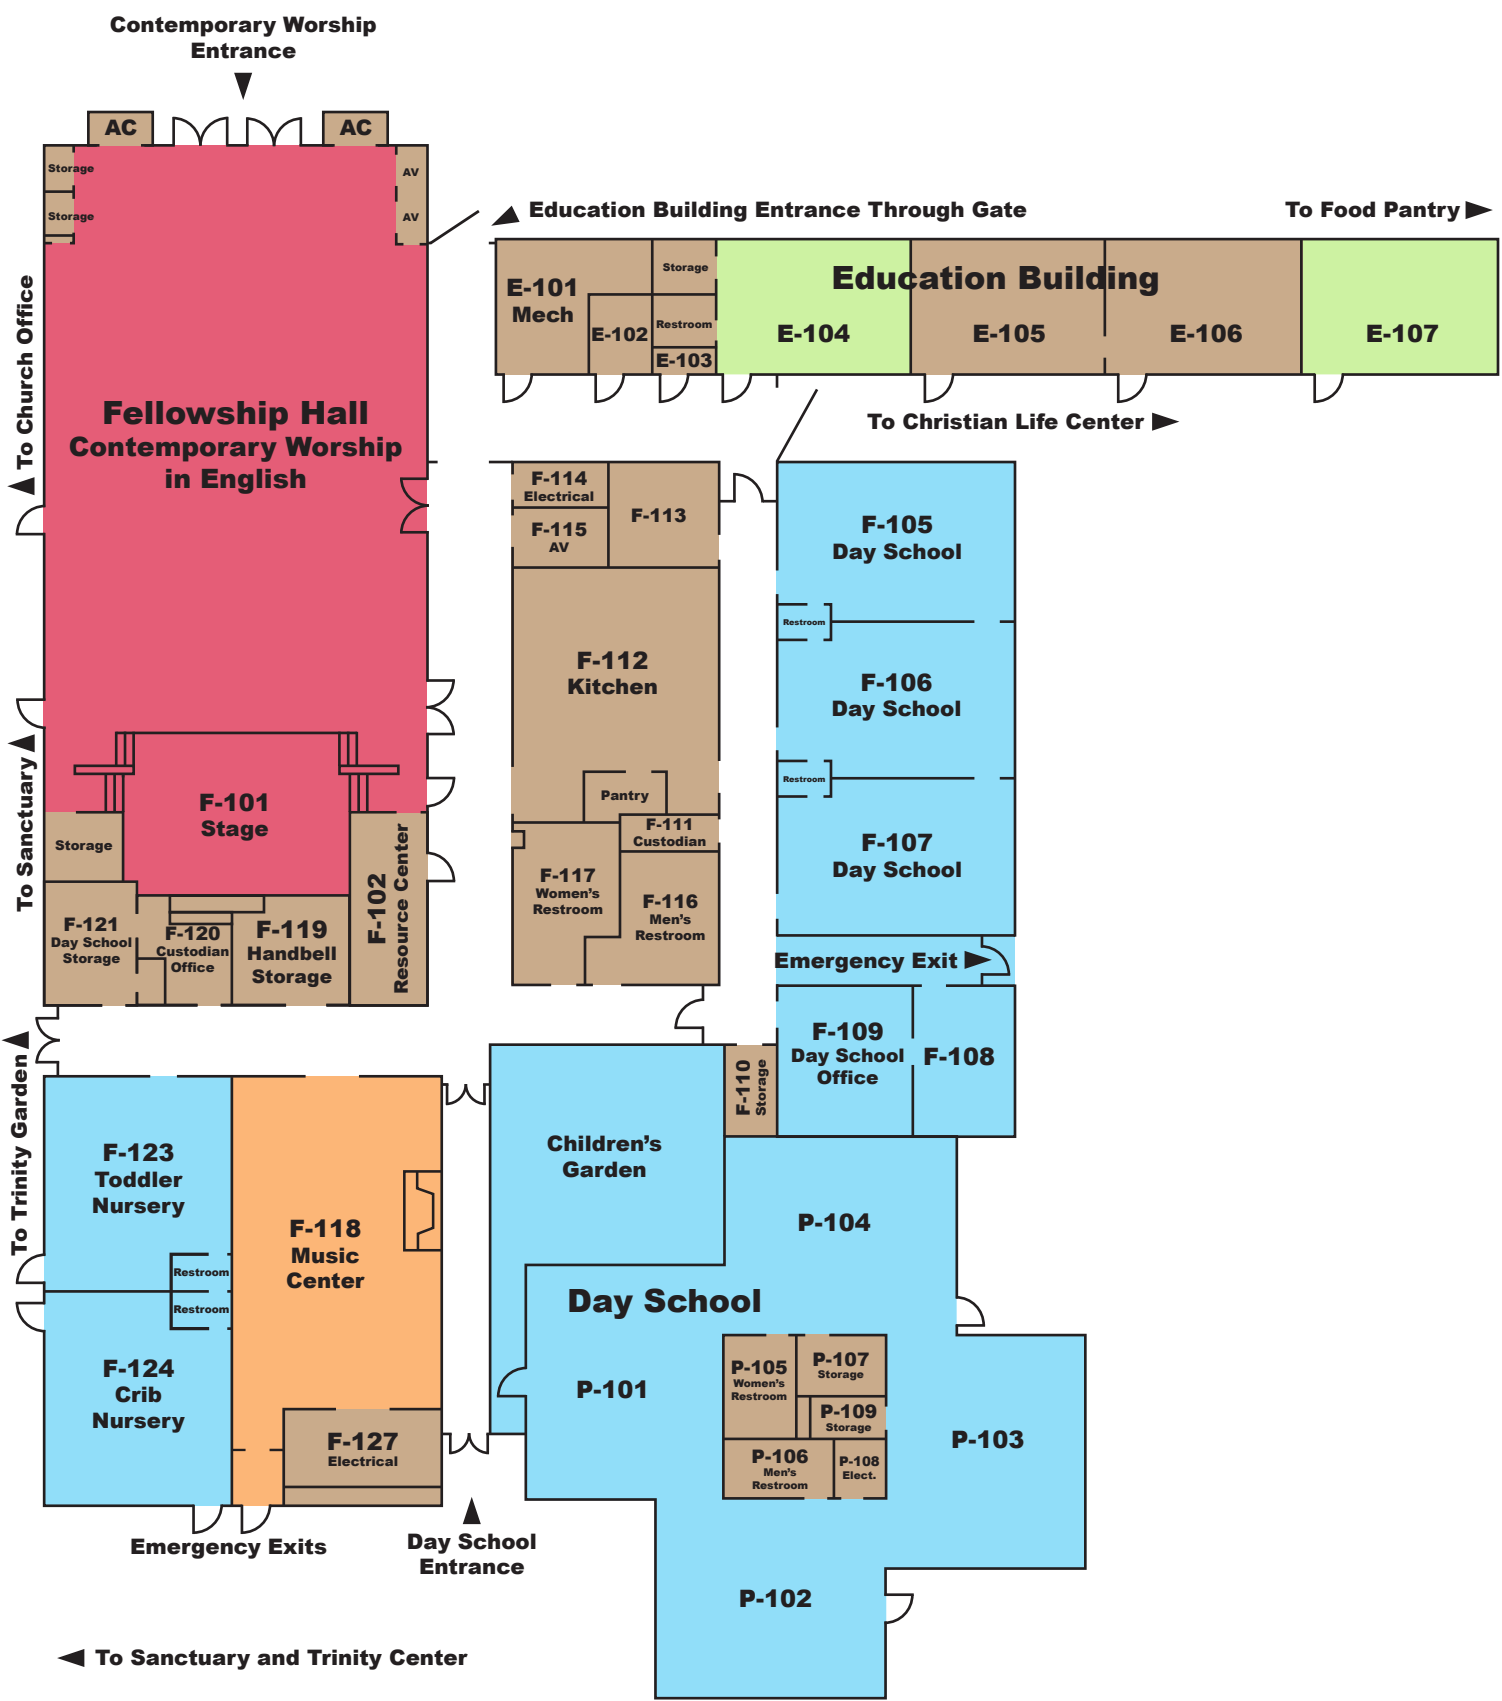 Contemporary Worship
Entrance
AC
AC
Storage
Storage
AV
AV
Education Building Entrance Through Gate
To Food Pantry
E-101
Mech
E-102
Storage
Restroom
E-103
Education Building
E-104
E-105
E-106
E-107
To Christian Life Center
To Church Office
Fellowship Hall
Contemporary Worship
in English
F-114
Electrical
F-115
AV
F-113
F-112
Kitchen
Pantry
F-111
Custodian
F-117
Women's
Restroom
F-116
Men's
Restroom
F-105
Day School
Restroom
F-106
Day School
Restroom
F-107
Day School
Emergency Exit
To Sanctuary
F-101
Stage
Storage
F-121
Day School
Storage
F-120
Custodian
Office
F-119
Handbell
Storage
F-102
Resource Center
F-109
Day School
Office
F-108
F-110
Storage
To Trinity Garden
F-123
Toddler
Nursery
Restroom
Restroom
F-124
Crib
Nursery
F-118
Music
Center
F-127
Electrical
Children's
Garden
P-104
Day School
P-101
P-105
Women's
Restroom
P-107
Storage
P-109
Storage
P-106
Men's
Restroom
P-108
Elect.
P-103
P-102
Emergency Exits
Day School
Entrance
To Sanctuary and Trinity Center